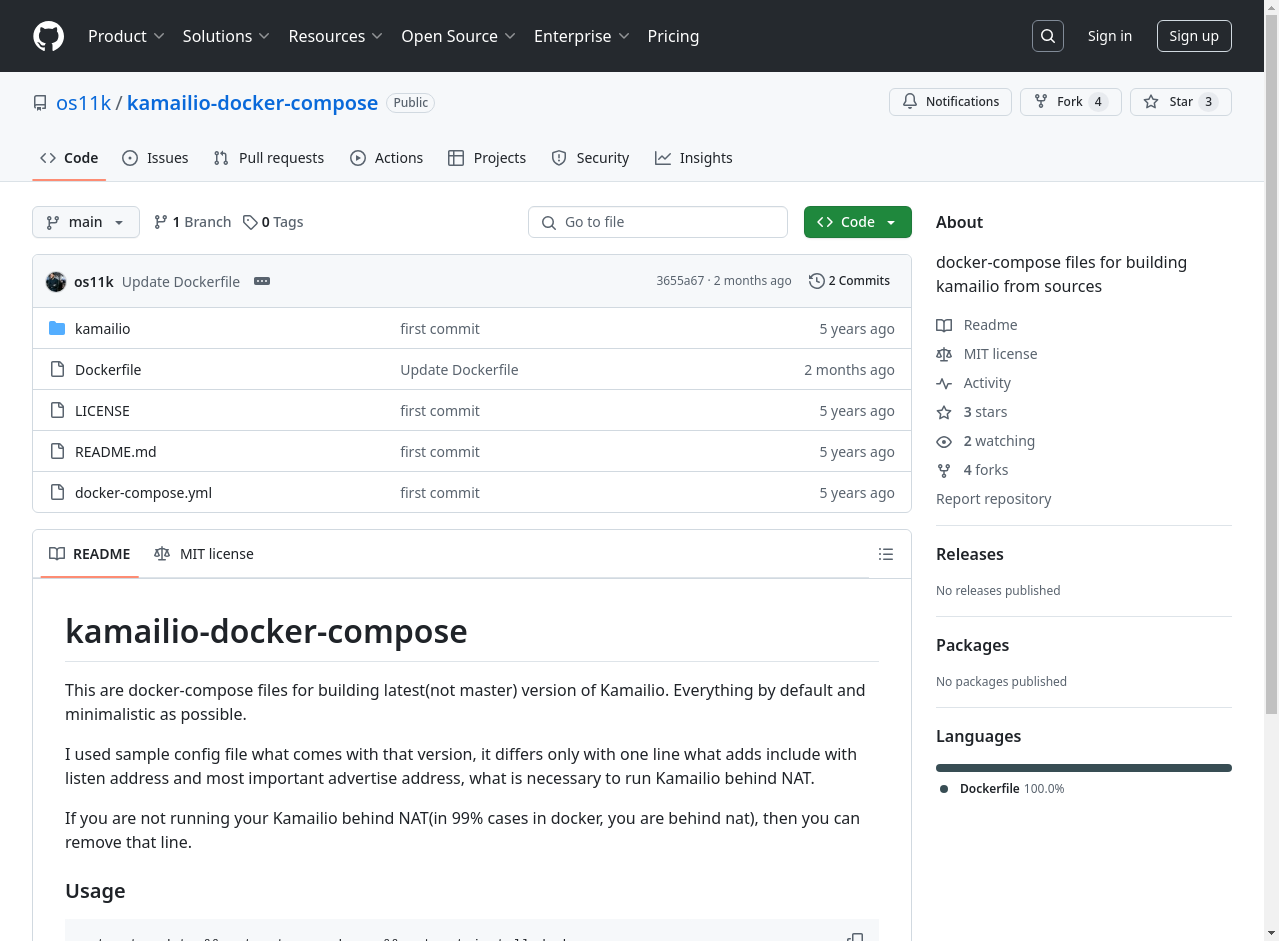 Product Solutions Resources Open Source Enterprise Pricing Sign in Sign up
os11k / kamailio-docker-compose Public Notifications Fork 4 Star 3
Code Issues Pull requests Actions Projects Security Insights
main 1 Branch 0 Tags Go to file Code
os11k Update Dockerfile 3655a67 · 2 months ago 2 Commits
kamailio first commit 5 years ago
Dockerfile Update Dockerfile 2 months ago
LICENSE first commit 5 years ago
README.md first commit 5 years ago
docker-compose.yml first commit 5 years ago
README MIT license
kamailio-docker-compose
This are docker-compose files for building latest(not master) version of Kamailio. Everything by default and
minimalistic as possible.
I used sample config file what comes with that version, it differs only with one line what adds include with
listen address and most important advertise address, what is necessary to run Kamailio behind NAT.
If you are not running your Kamailio behind NAT(in 99% cases in docker, you are behind nat), then you can
remove that line.
Usage
About
docker-compose files for building
kamailio from sources
Readme
MIT license
Activity
3 stars
2 watching
4 forks
Report repository
Releases
No releases published
Packages
No packages published
Languages
Dockerfile 100.0%